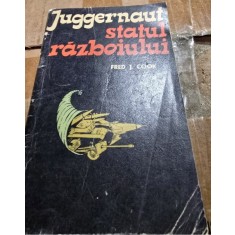 Juggernaut
statul
războiului
FRED J. COOK